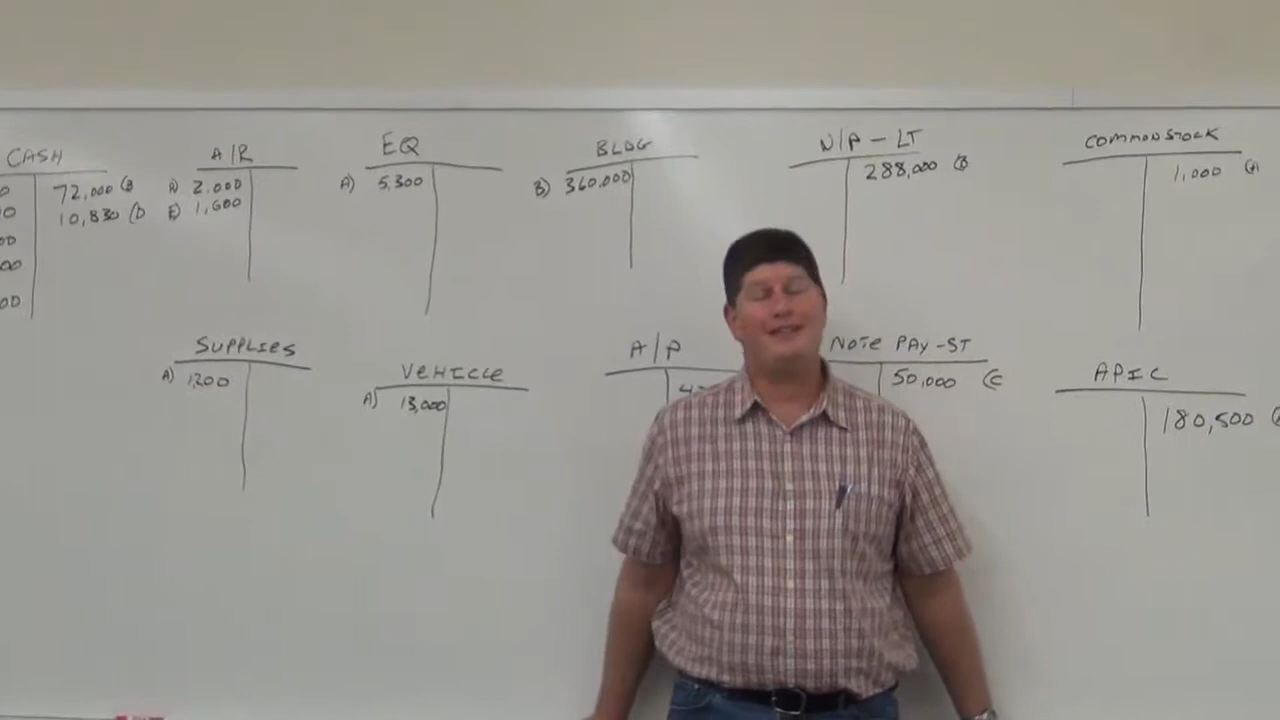 CASH
72,000 (B
10,830 (D
A/R
A) 2,000
E) 1,600
EQ
A) 5,300
BLDG
B) 360,000
N/P - LT
288,000 (B
COMMON STOCK
1,000 (A
SUPPLIES
A) 1,200
VEHICLE
A) 13,000
A/P
NOTE PAY - ST
50,000 (C
APIC
180,500